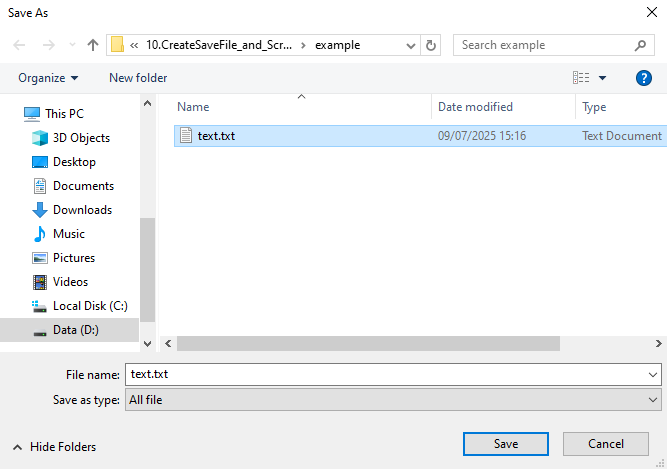 Save As
« 10.CreateSaveFile_and_Scr... › example
Search example
Organize
New folder
Name
Date modified
Type
This PC
3D Objects
Desktop
Documents
Downloads
Music
Pictures
Videos
Local Disk (C:)
Data (D:)
text.txt
09/07/2025 15:16
Text Document
File name: text.txt
Save as type: All file
Hide Folders
Save
Cancel